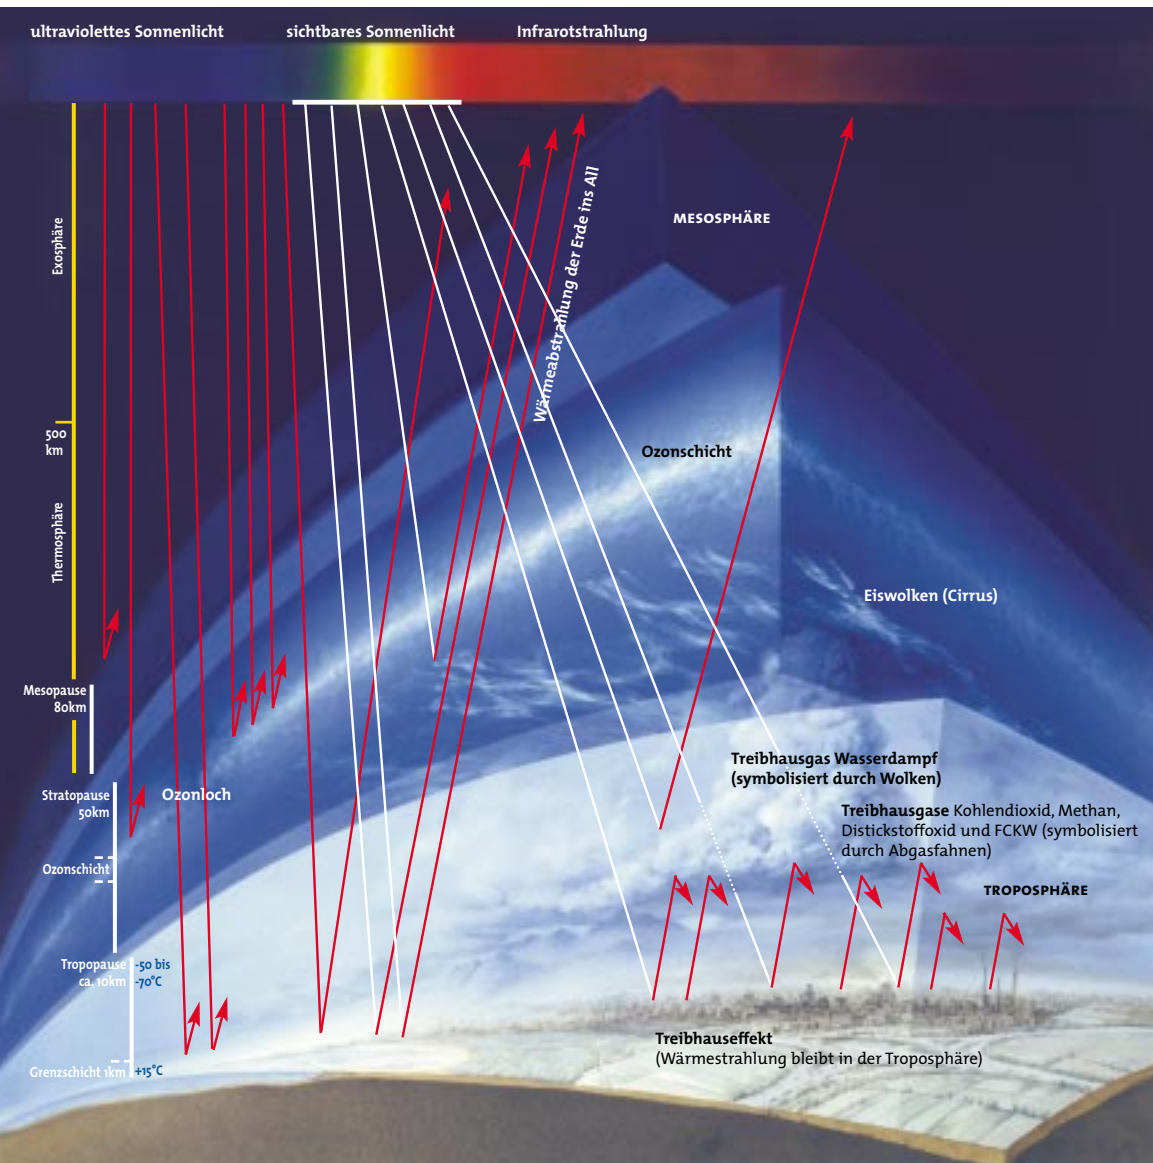 ultraviolettes Sonnenlicht
sichtbares Sonnenlicht
Infrarotstrahlung
Exosphäre
Wärmeabstrahlung der Erde ins All
MESOSPHÄRE
500
km
Ozonschicht
Thermosphäre
Eiswolken (Cirrus)
Mesopause
80km
Treibhausgas Wasserdampf
(symbolisiert durch Wolken)
Stratopause
50km
Ozonloch
Treibhausgase Kohlendioxid, Methan,
Distickstoffoxid und FCKW (symbolisiert
durch Abgasfahnen)
Ozonschicht
TROPOSPHÄRE
Tropopause
ca. 10km
-50 bis
-70°C
Treibhauseffekt
(Wärmestrahlung bleibt in der Troposphäre)
Grenzschicht 1km
+15°C